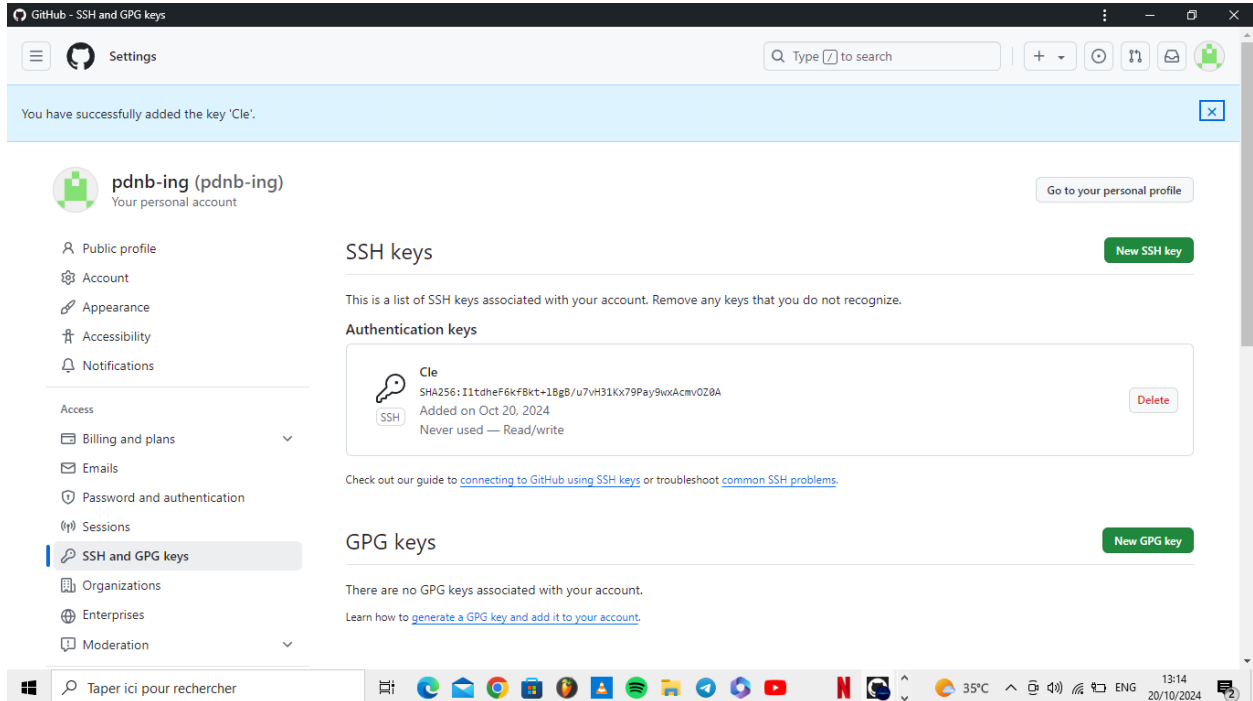 GitHub - SSH and GPG keys
Settings
Type / to search
You have successfully added the key 'Cle'.
pdnb-ing (pdnb-ing)
Your personal account
Go to your personal profile
Public profile
Account
Appearance
Accessibility
Notifications
Access
Billing and plans
Emails
Password and authentication
Sessions
SSH and GPG keys
Organizations
Enterprises
Moderation
SSH keys
New SSH key
This is a list of SSH keys associated with your account. Remove any keys that you do not recognize.
Authentication keys
Cle
SHA256:I1tdheF6kfBkt+lBgB/u7vH31Kx79Pay9wxAcmvOZ0A
SSH
Added on Oct 20, 2024
Never used — Read/write
Delete
Check out our guide to connecting to GitHub using SSH keys or troubleshoot common SSH problems.
GPG keys
New GPG key
There are no GPG keys associated with your account.
Learn how to generate a GPG key and add it to your account.
Taper ici pour rechercher
N
35°C
ENG
13:14
20/10/2024
2